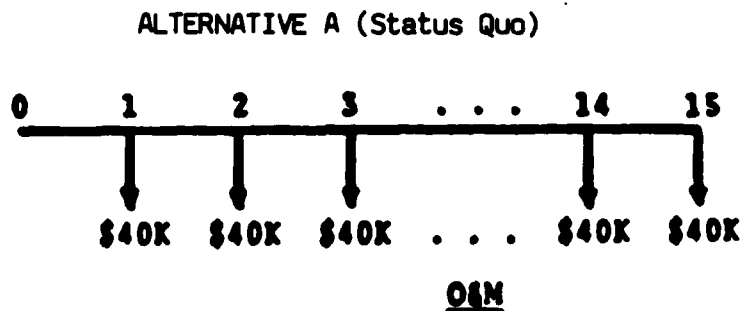 ALTERNATIVE A (Status Quo)
0 1 2 3 . . . 14 15
$40K $40K $40K . . . $40K $40K
O&M